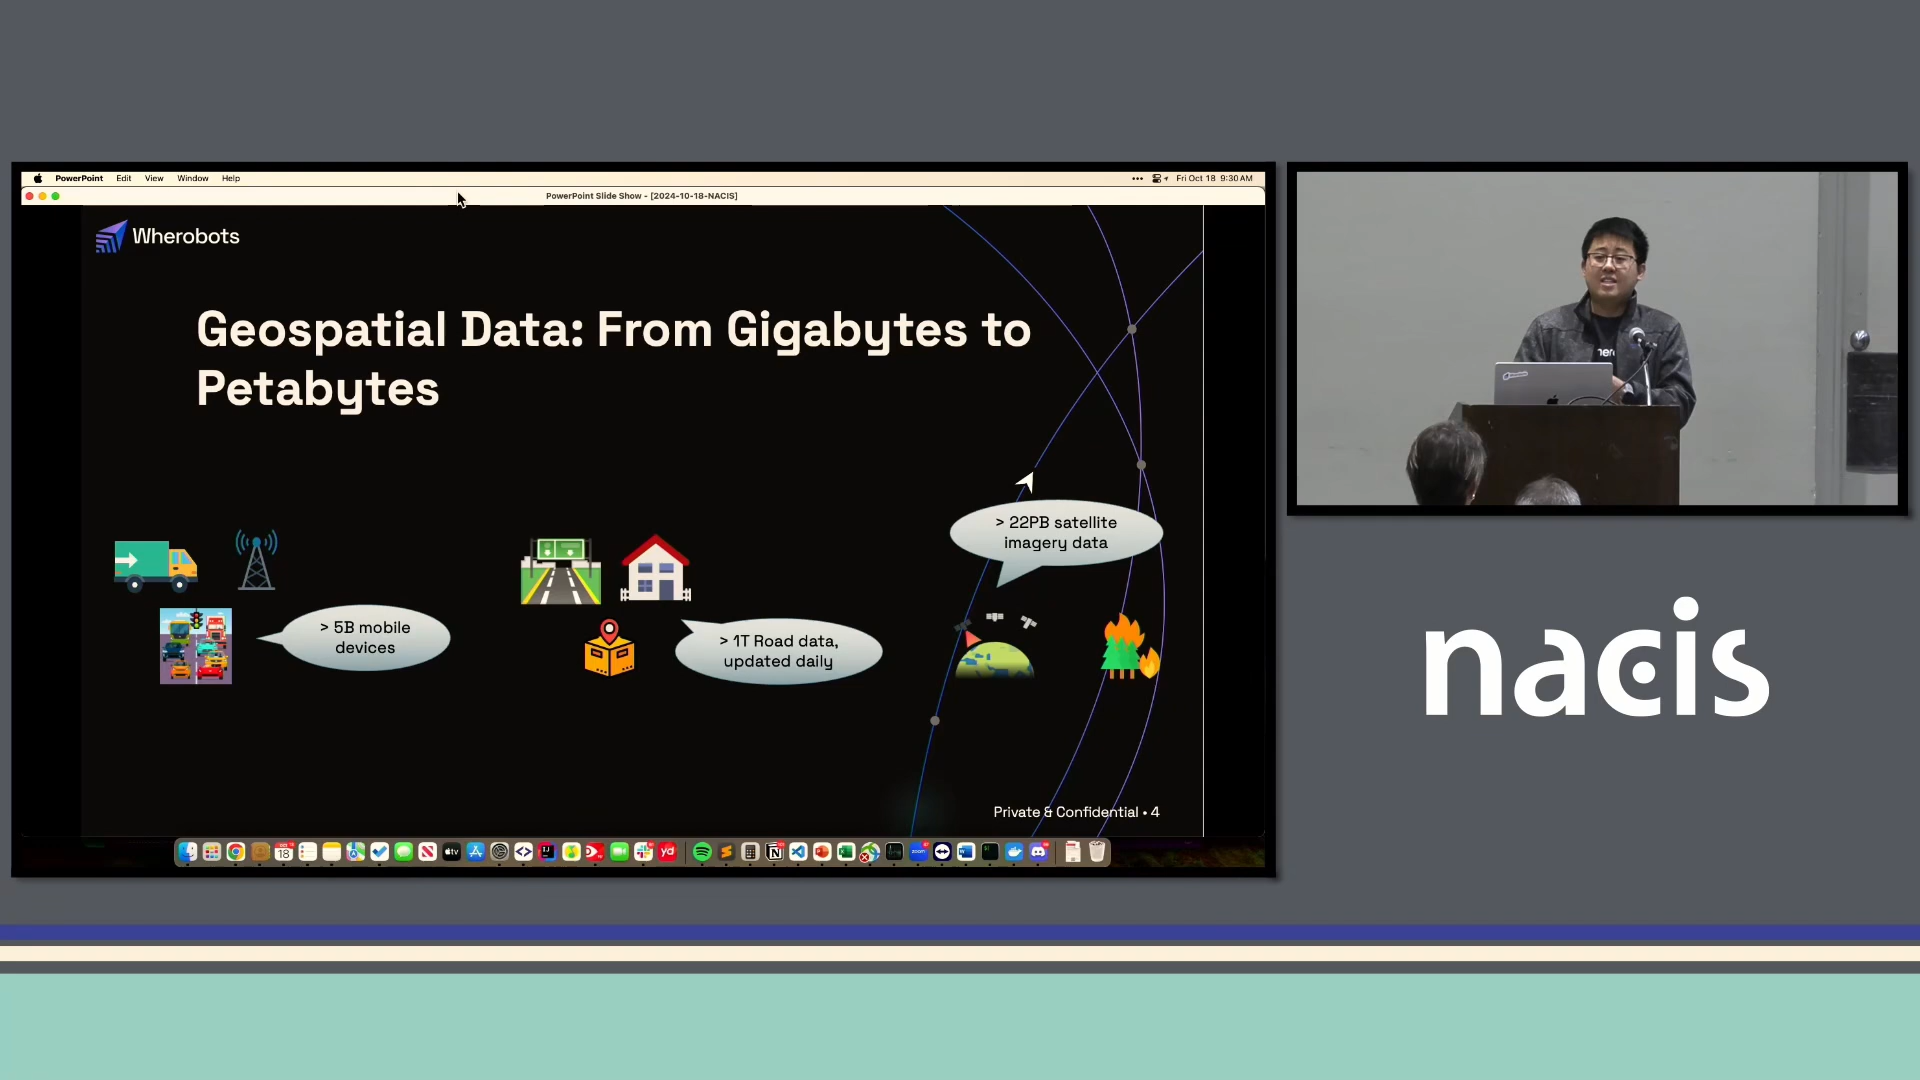 PowerPoint Edit View Window Help
Fri Oct 18 9:30 AM
PowerPoint Slide Show - [2024-10-18-NACIS]
Wherobots
Geospatial Data: From Gigabytes to
Petabytes
> 22PB satellite
imagery data
> 5B mobile
devices
> 1T Road data,
updated daily
Private & Confidential • 4
nacis